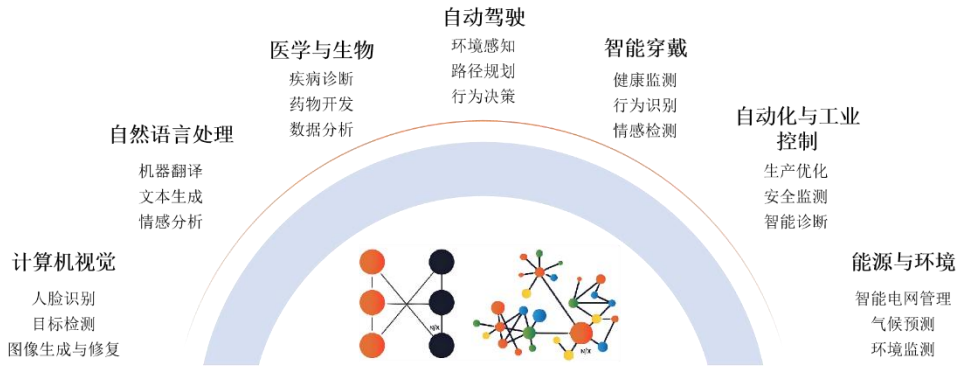 计算机视觉
人脸识别
目标检测
图像生成与修复
自然语言处理
机器翻译
文本生成
情感分析
医学与生物
疾病诊断
药物开发
数据分析
自动驾驶
环境感知
路径规划
行为决策
智能穿戴
健康监测
行为识别
情感检测
自动化与工业
控制
生产优化
安全监测
智能诊断
能源与环境
智能电网管理
气候预测
环境监测